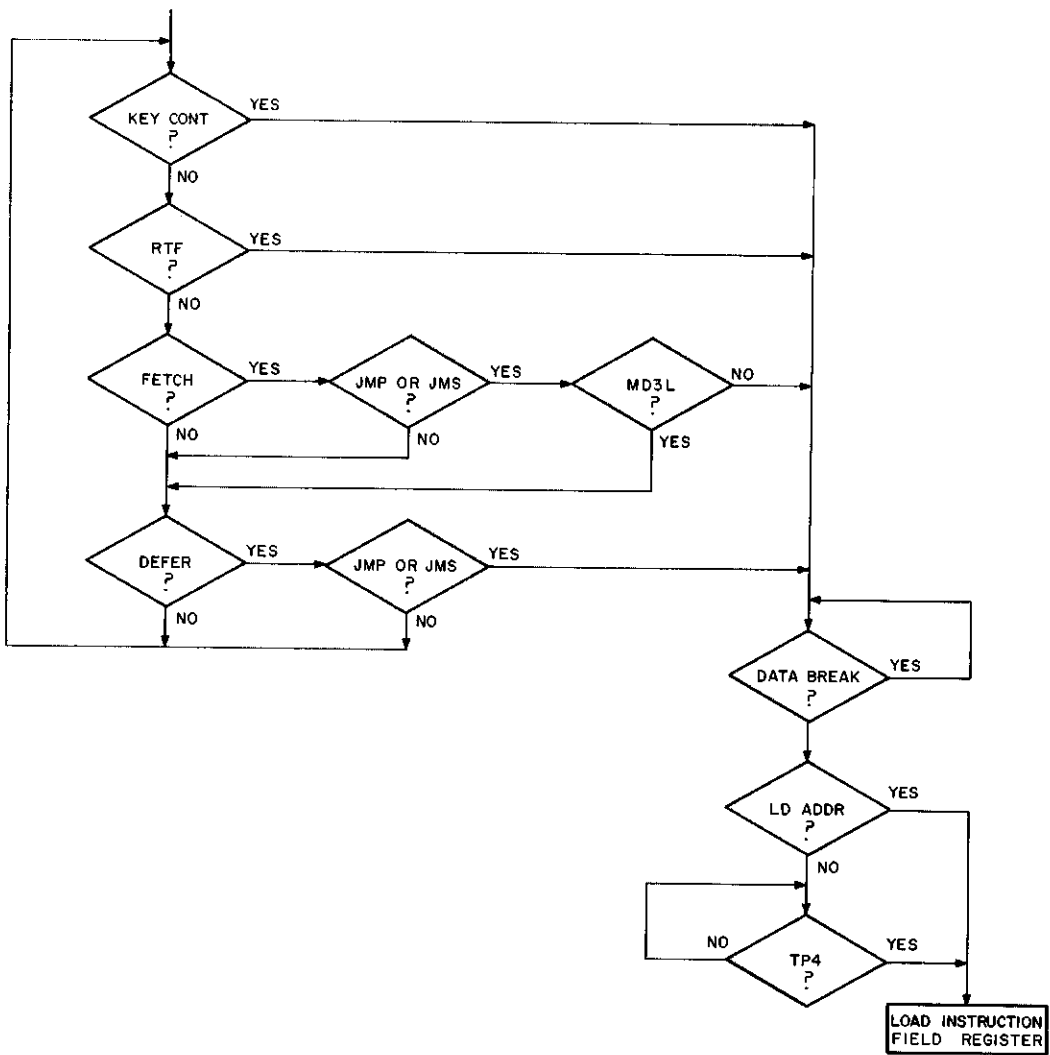 KEY CONT
?
YES
NO
RTF
?
YES
NO
FETCH
?
YES
NO
JMP OR JMS
?
YES
NO
MD3L
?
NO
YES
DEFER
?
YES
NO
JMP OR JMS
?
YES
NO
DATA BREAK
?
YES
LD ADDR
?
YES
NO
TP4
?
NO
YES
LOAD INSTRUCTION
FIELD REGISTER